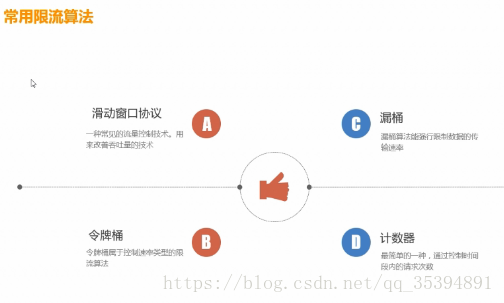 常用限流算法
滑动窗口协议
一种常见的流量控制技术。用
来改善吞吐量的技术
A
C
漏桶
漏桶算法能强行限制数据的传
输速率
令牌桶
令牌桶属于控制速率类型的限
流算法
B
D
计数器
最简单的一种，通过控制时间
段内的请求次数
https://blog.csdn.net/qq_35394891